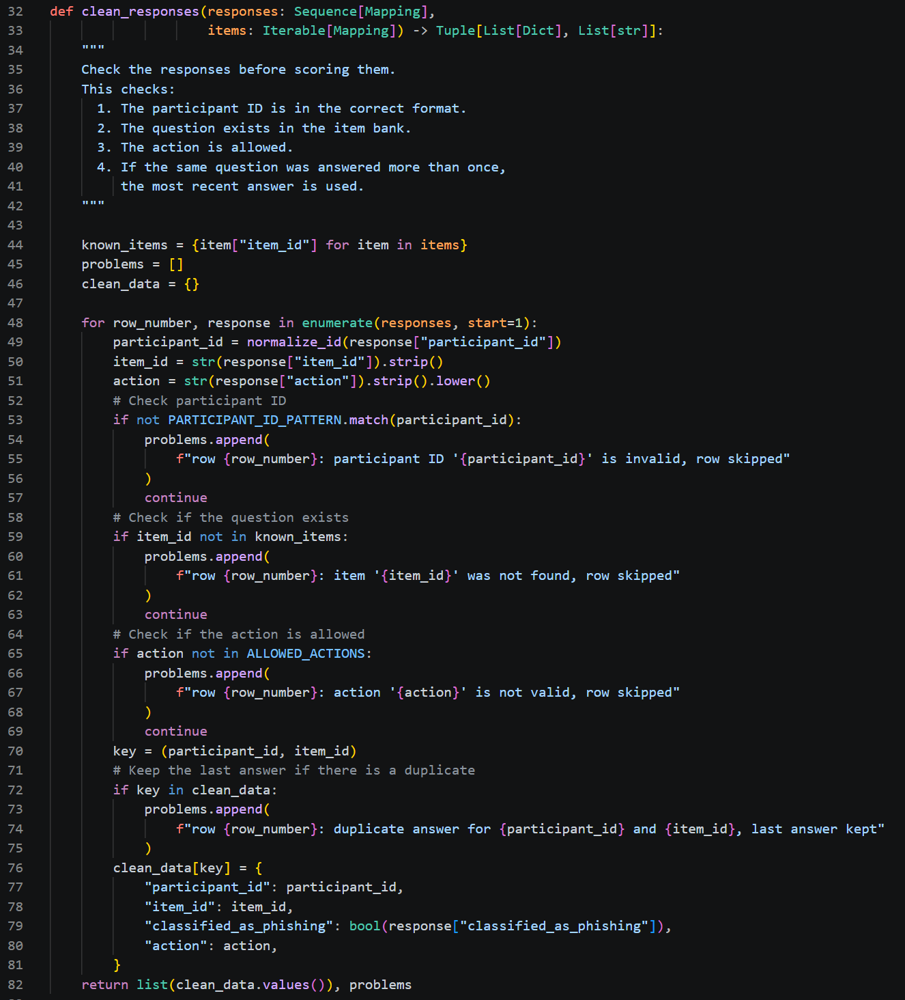 32 def clean_responses(responses: Sequence[Mapping],
33                     items: Iterable[Mapping]) -> Tuple[List[Dict], List[str]]:
34     """
35     Check the responses before scoring them.
36     This checks:
37       1. The participant ID is in the correct format.
38       2. The question exists in the item bank.
39       3. The action is allowed.
40       4. If the same question was answered more than once,
41          the most recent answer is used.
42     """
43
44     known_items = {item["item_id"] for item in items}
45     problems = []
46     clean_data = {}
47
48     for row_number, response in enumerate(responses, start=1):
49         participant_id = normalize_id(response["participant_id"])
50         item_id = str(response["item_id"]).strip()
51         action = str(response["action"]).strip().lower()
52         # Check participant ID
53         if not PARTICIPANT_ID_PATTERN.match(participant_id):
54             problems.append(
55                 f"row {row_number}: participant ID '{participant_id}' is invalid, row skipped"
56             )
57             continue
58         # Check if the question exists
59         if item_id not in known_items:
60             problems.append(
61                 f"row {row_number}: item '{item_id}' was not found, row skipped"
62             )
63             continue
64         # Check if the action is allowed
65         if action not in ALLOWED_ACTIONS:
66             problems.append(
67                 f"row {row_number}: action '{action}' is not valid, row skipped"
68             )
69             continue
70         key = (participant_id, item_id)
71         # Keep the last answer if there is a duplicate
72         if key in clean_data:
73             problems.append(
74                 f"row {row_number}: duplicate answer for {participant_id} and {item_id}, last answer kept"
75             )
76         clean_data[key] = {
77             "participant_id": participant_id,
78             "item_id": item_id,
79             "classified_as_phishing": bool(response["classified_as_phishing"]),
80             "action": action,
81         }
82     return list(clean_data.values()), problems